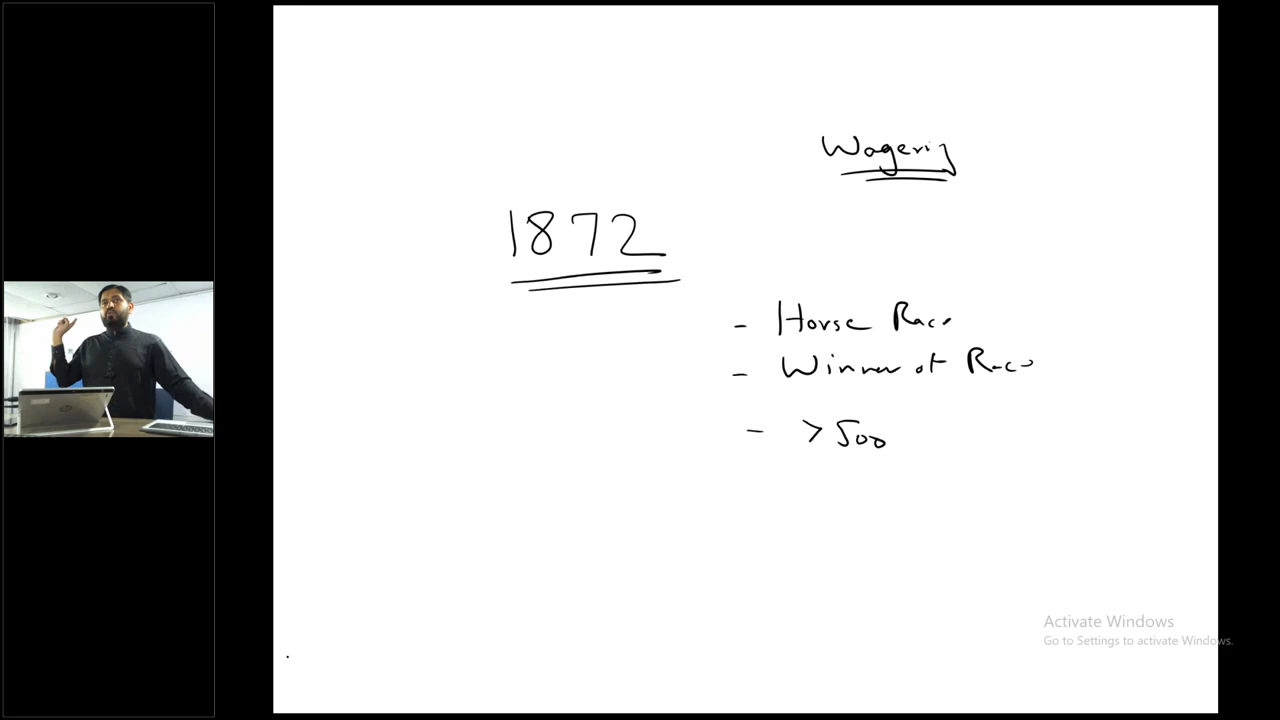 Wagering
1872
- Horse Race
- Winner of Race
- > 500
Activate Windows
Go to Settings to activate Windows.